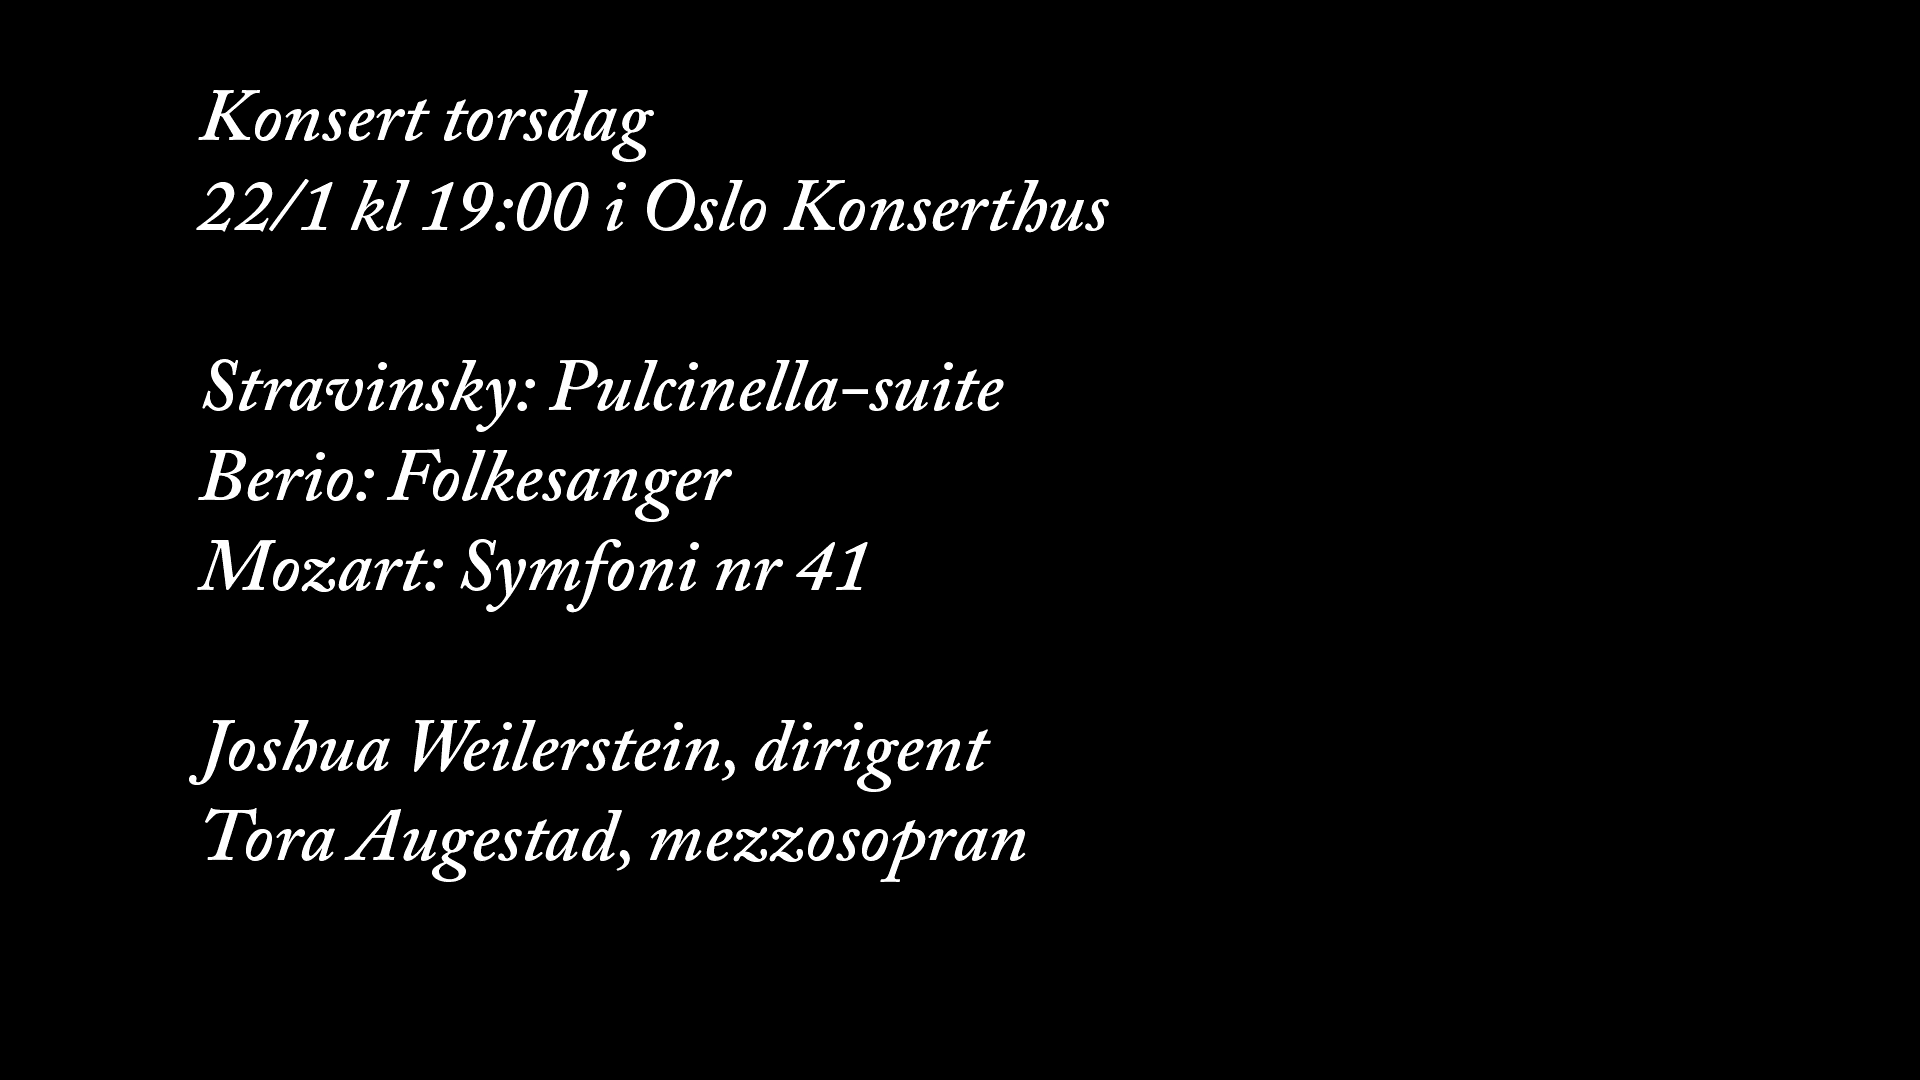 Konsert torsdag
22/1 kl 19:00 i Oslo Konserthus
Stravinsky: Pulcinella-suite
Berio: Folkesanger
Mozart: Symfoni nr 41
Joshua Weilerstein, dirigent
Tora Augestad, mezzosopran